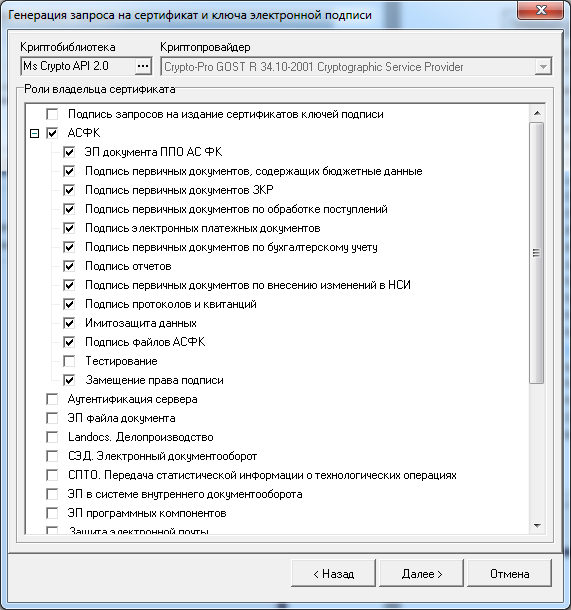 Генерация запроса на сертификат и ключа электронной подписи
Криптобиблиотека Криптопровайдер
Ms Crypto API 2.0 ... Crypto-Pro GOST R 34.10-2001 Cryptographic Service Provider
Роли владельца сертификата
Подпись запросов на издание сертификатов ключей подписи
АСФК
ЭП документа ППО АС ФК
Подпись первичных документов, содержащих бюджетные данные
Подпись первичных документов ЗКР
Подпись первичных документов по обработке поступлений
Подпись электронных платежных документов
Подпись первичных документов по бухгалтерскому учету
Подпись отчетов
Подпись первичных документов по внесению изменений в НСИ
Подпись протоколов и квитанций
Имитозащита данных
Подпись файлов АСФК
Тестирование
Замещение права подписи
Аутентификация сервера
ЭП файла документа
Landocs. Делопроизводство
СЭД. Электронный документооборот
СПТО. Передача статистической информации о технологических операциях
ЭП в системе внутреннего документооборота
ЭП программных компонентов
Защита электронной почты
< Назад Далее > Отмена